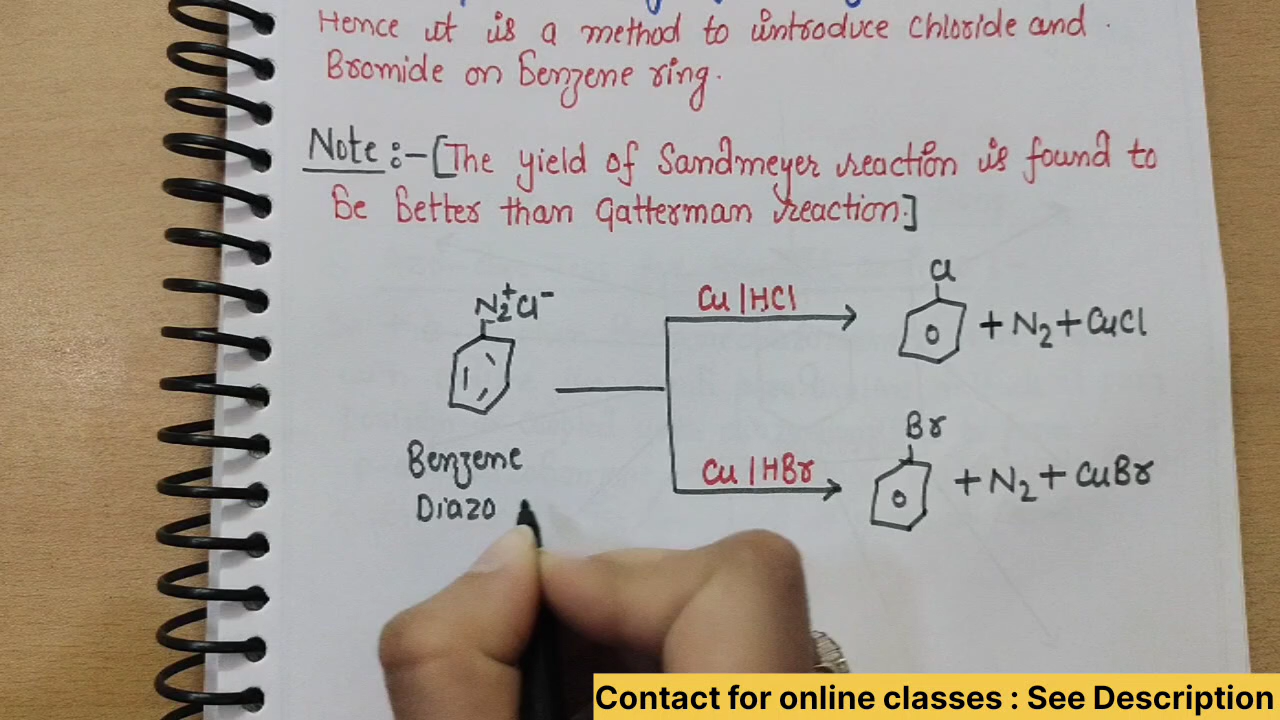 Hence it is a method to introduce Chloride and
Bromide on benzene ring.
Note :- [The yield of Sandmeyer reaction is found to
be better than Gatterman reaction.]
Cl
N₂⁺Cl⁻
Cu | HCl
+ N₂ + CuCl
Br
Cu | HBr
+ N₂ + CuBr
Benzene
Diazo
Contact for online classes : See Description